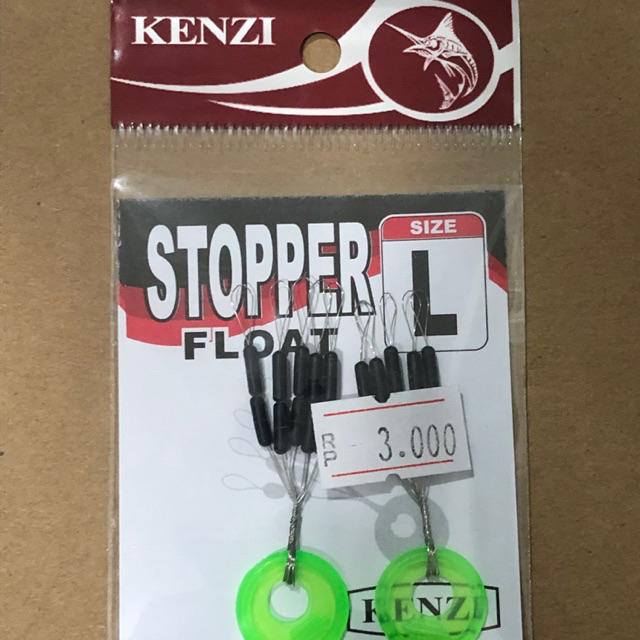 KENZI
STOPPER
FLOAT
SIZE
L
RP 3.000
KENZI